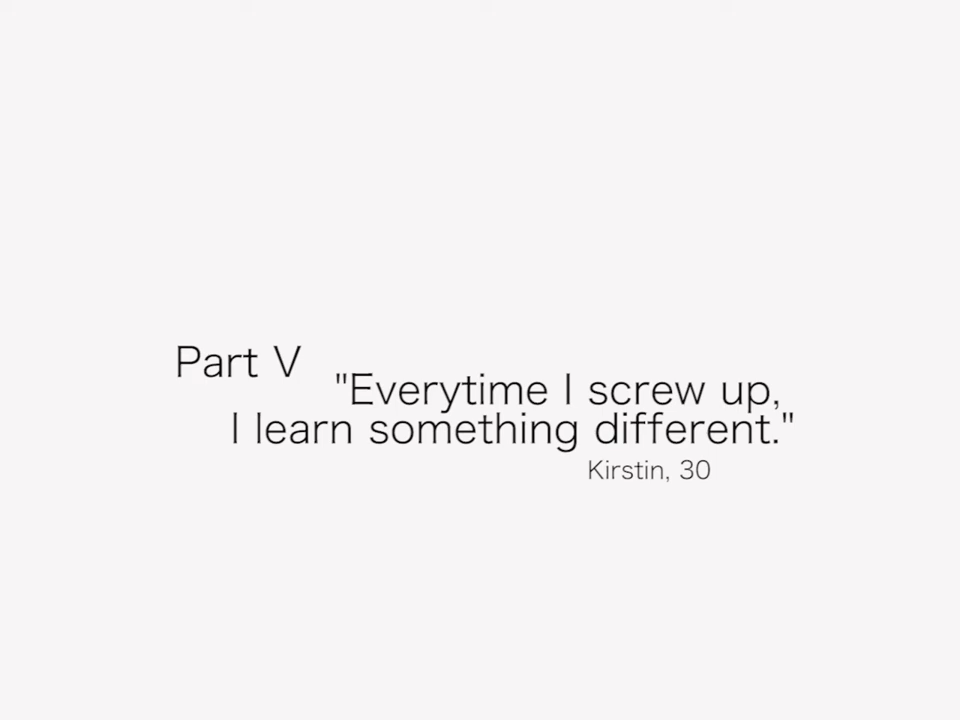 Part V
"Everytime I screw up,
I learn something different."
Kirstin, 30